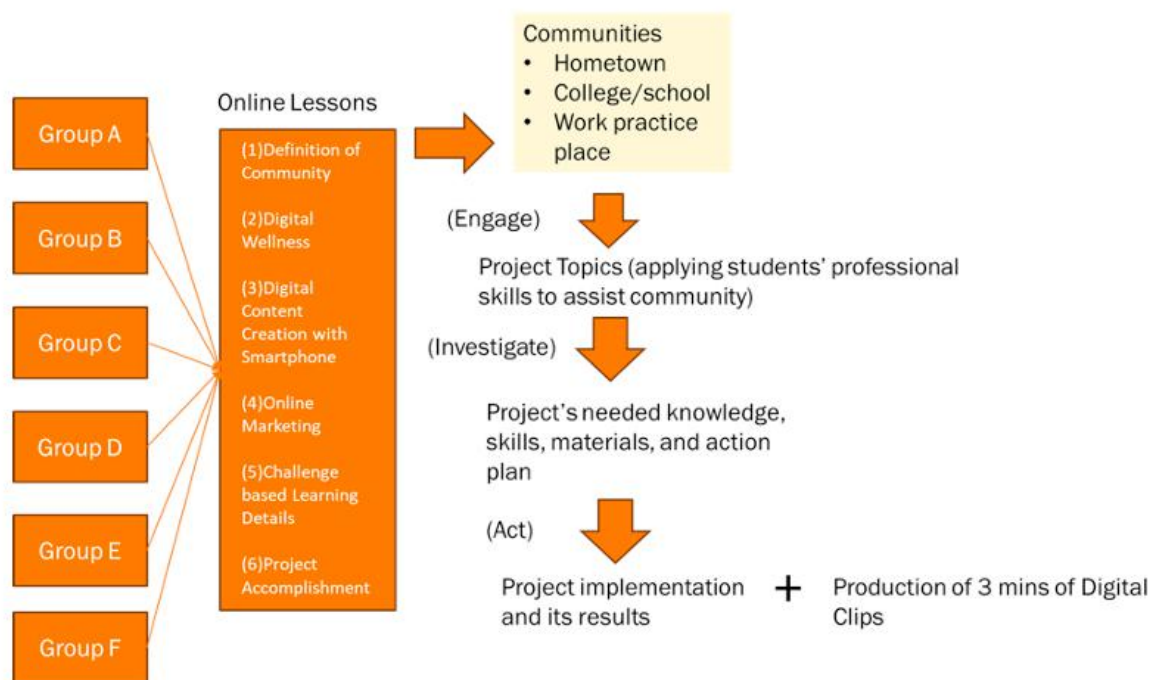 Group A
Group B
Group C
Group D
Group E
Group F
Online Lessons
(1)Definition of
Community
(2)Digital
Wellness
(3)Digital
Content
Creation with
Smartphone
(4)Online
Marketing
(5)Challenge
based Learning
Details
(6)Project
Accomplishment
Communities
• Hometown
• College/school
• Work practice
place
(Engage)
Project Topics (applying students’ professional
skills to assist community)
(Investigate)
Project’s needed knowledge,
skills, materials, and action
plan
(Act)
Project implementation
and its results
+
Production of 3 mins of Digital
Clips